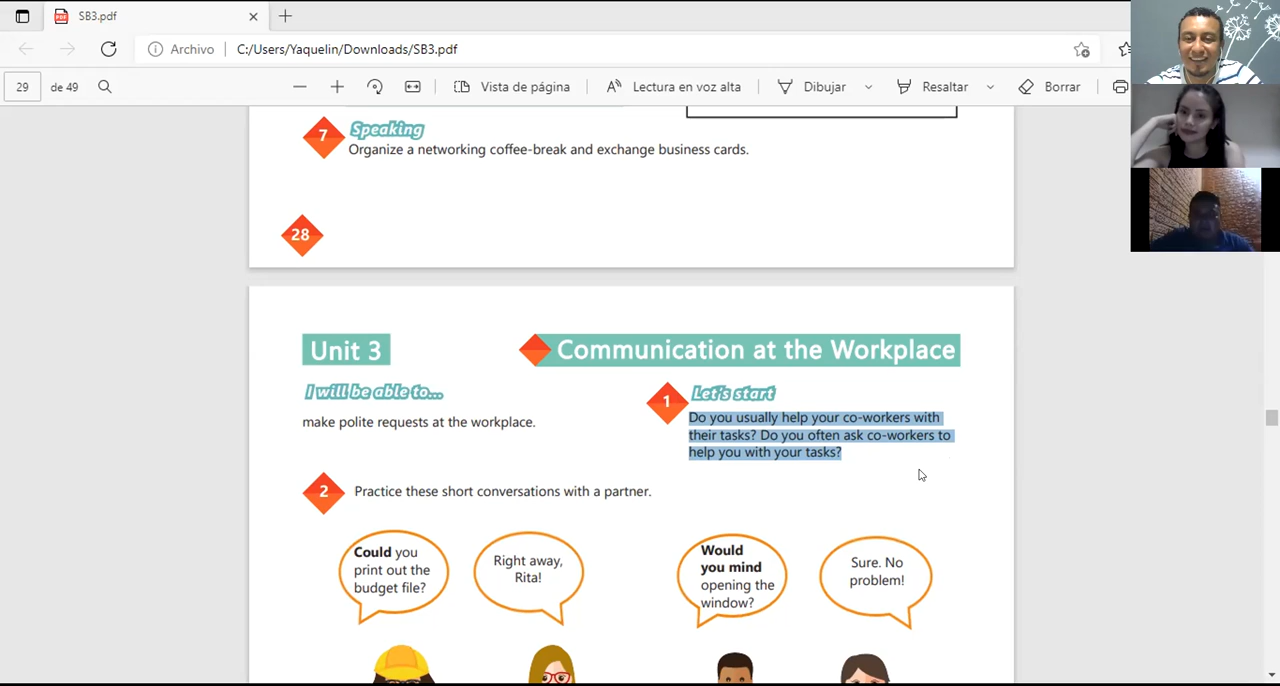 SB3.pdf
PDF
Archivo
C:/Users/Yaquelin/Downloads/SB3.pdf
29
de 49
Vista de página
Lectura en voz alta
Dibujar
Resaltar
Borrar
7
Speaking
Organize a networking coffee-break and exchange business cards.
28
Unit 3
Communication at the Workplace
I will be able to...
make polite requests at the workplace.
1
Let's start
Do you usually help your co-workers with
their tasks? Do you often ask co-workers to
help you with your tasks?
2
Practice these short conversations with a partner.
Could you
print out the
budget file?
Right away,
Rita!
Would
you mind
opening the
window?
Sure. No
problem!